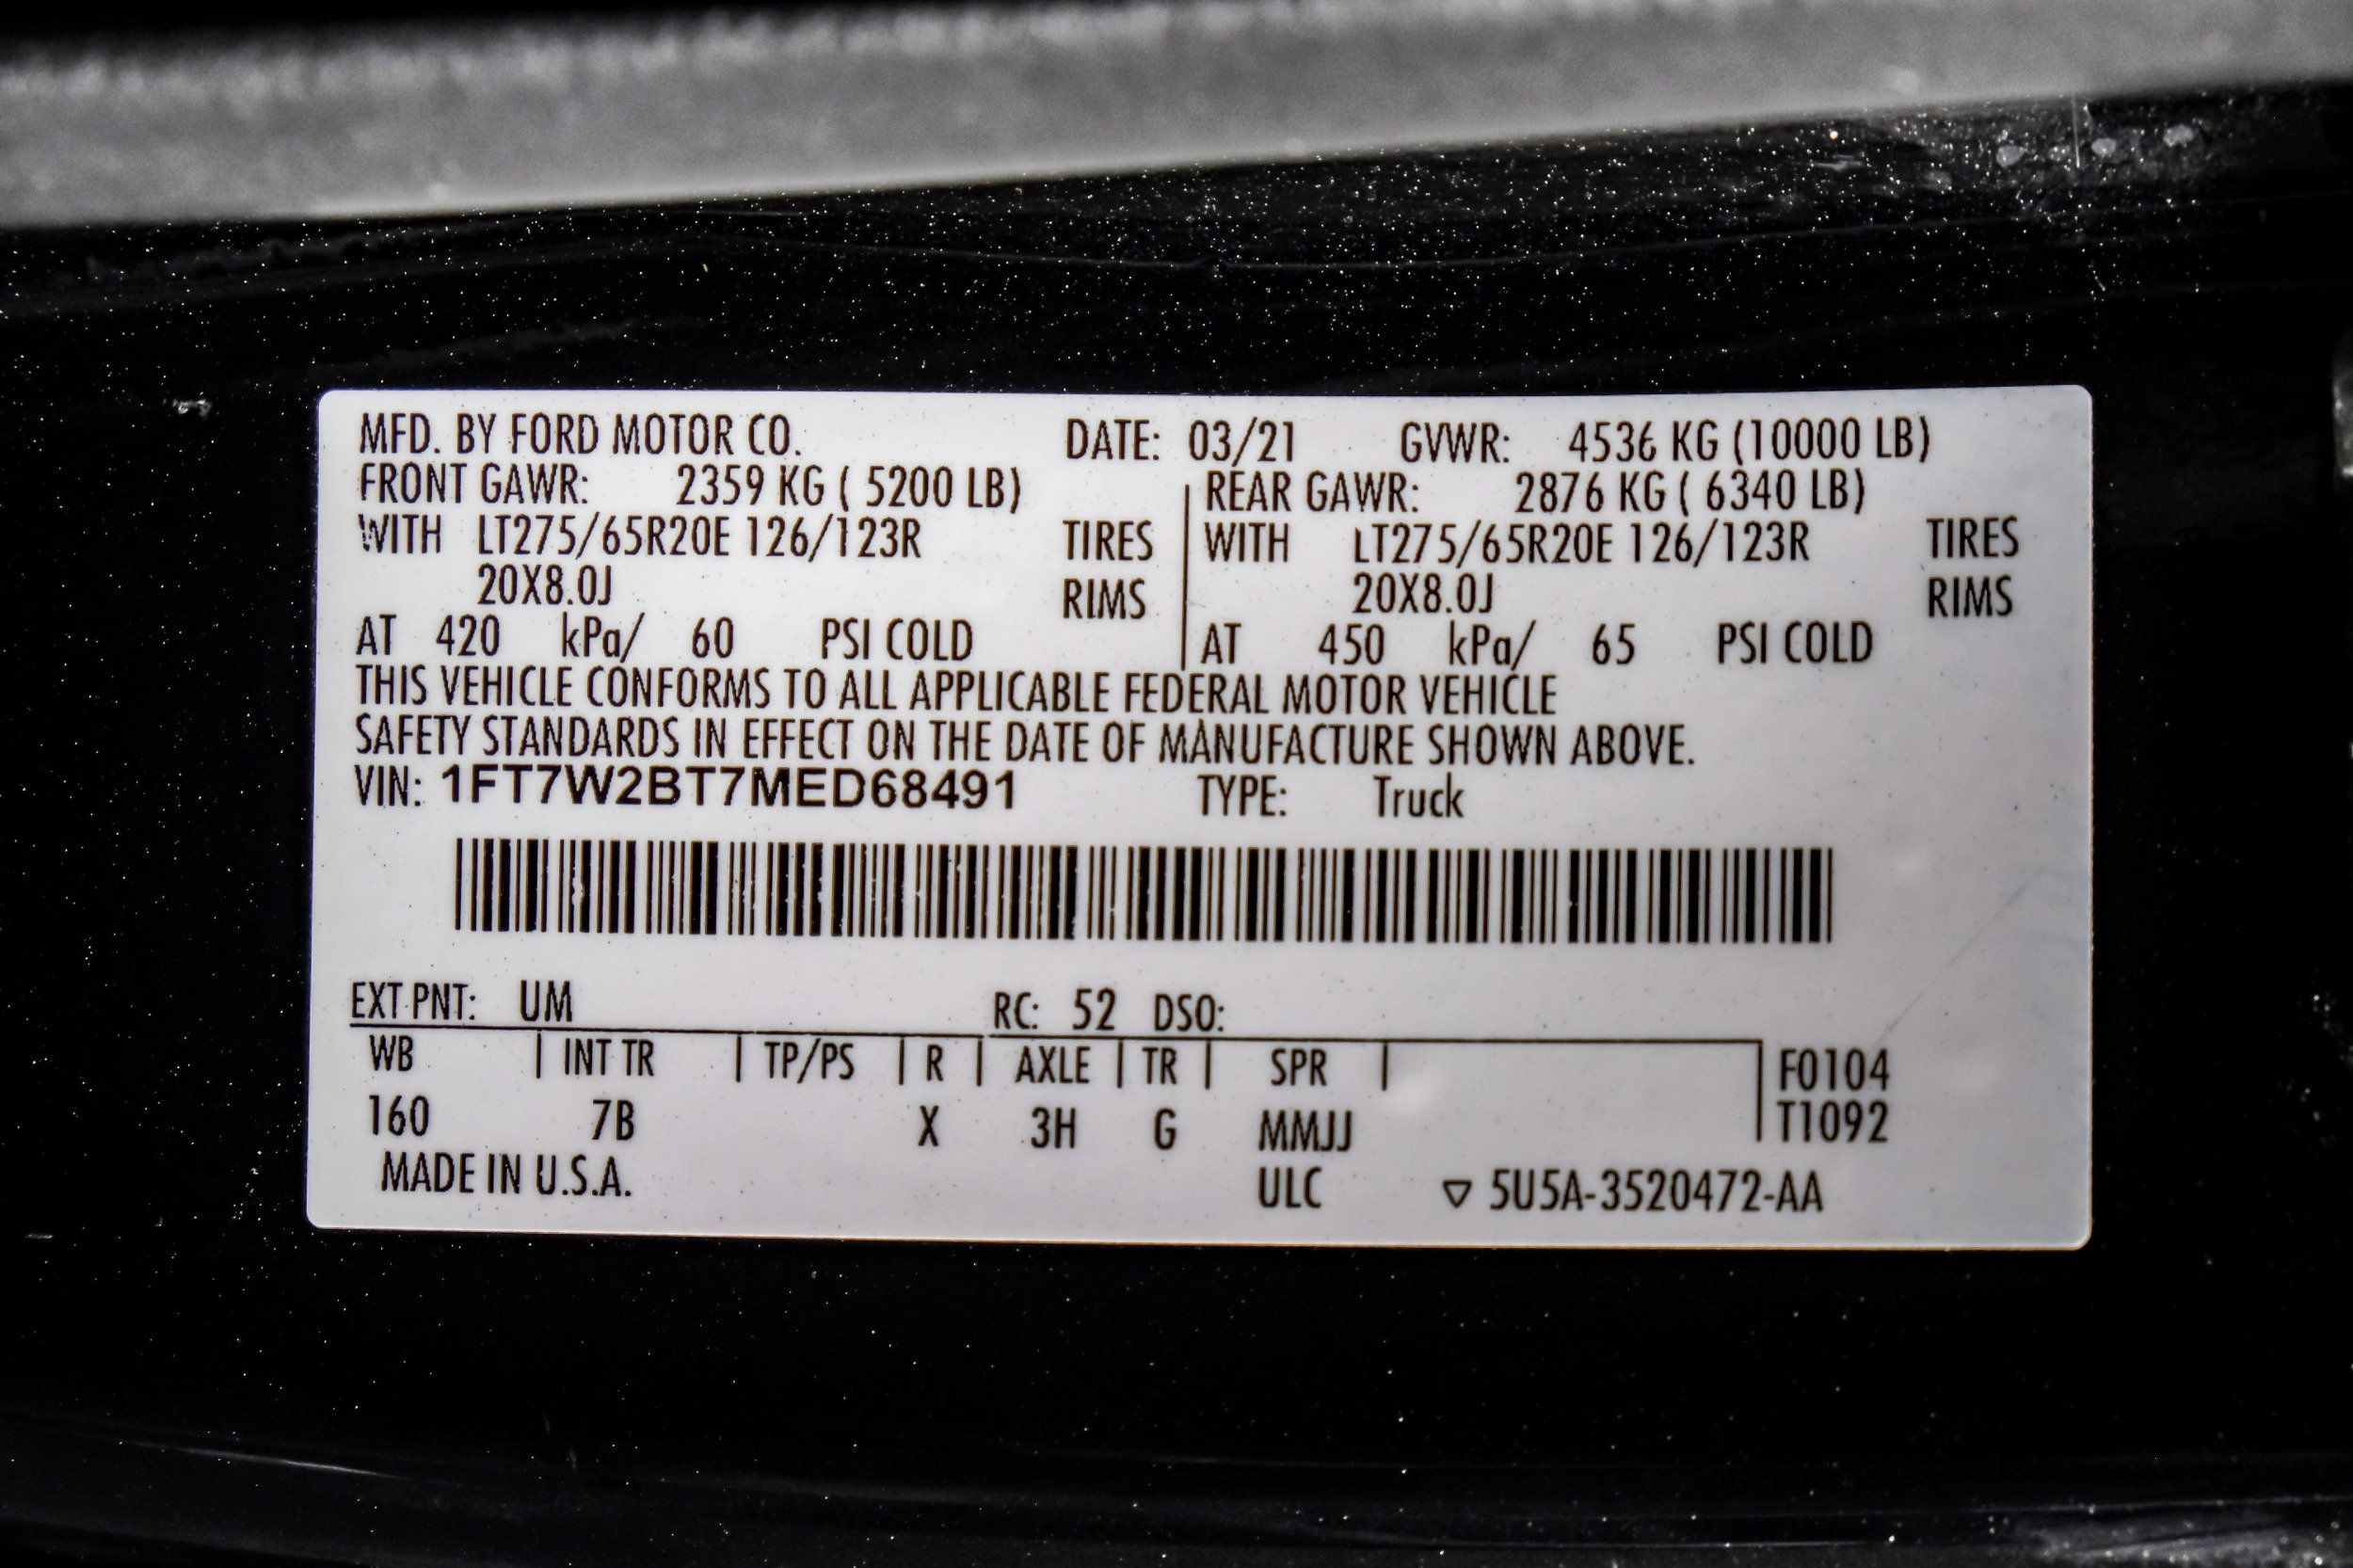 MFD. BY FORD MOTOR CO. DATE: 03/21 GVWR: 4536 KG (10000 LB)
FRONT GAWR: 2359 KG ( 5200 LB) REAR GAWR: 2876 KG ( 6340 LB)
WITH LT275/65R20E 126/123R TIRES WITH LT275/65R20E 126/123R TIRES
20X8.0J RIMS 20X8.0J RIMS
AT 420 kPa/ 60 PSI COLD AT 450 kPa/ 65 PSI COLD
THIS VEHICLE CONFORMS TO ALL APPLICABLE FEDERAL MOTOR VEHICLE
SAFETY STANDARDS IN EFFECT ON THE DATE OF MANUFACTURE SHOWN ABOVE.
VIN: 1FT7W2BT7MED68491 TYPE: Truck
EXT PNT: UM RC: 52 DSO:
WB | INT TR | TP/PS | R | AXLE | TR | SPR | F0104
160 7B X 3H G MMJJ T1092
MADE IN U.S.A. ULC ▽ 5U5A-3520472-AA